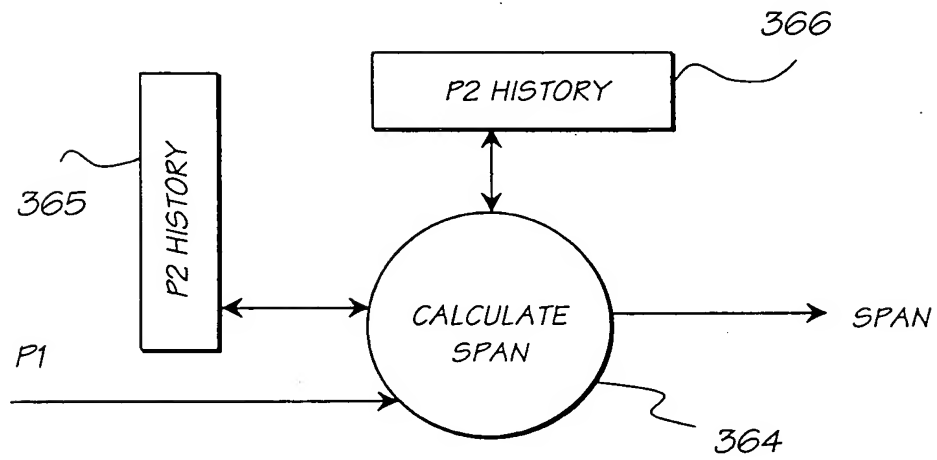 366
P2 HISTORY
365
P2 HISTORY
CALCULATE
SPAN
SPAN
P1
364